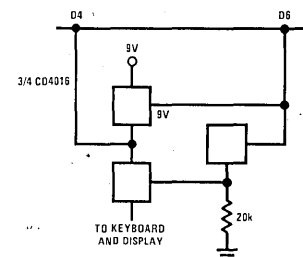 D4 D6
9V
3/4 CD4016
9V
20k
TO KEYBOARD
AND DISPLAY